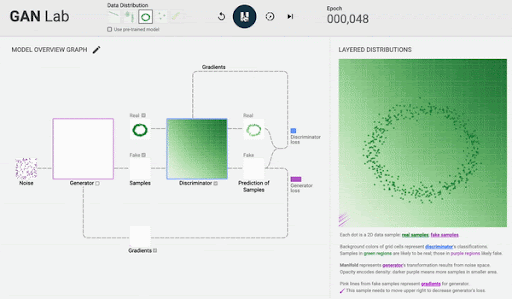 GAN Lab
Data Distribution
Use pre-trained model
Epoch
000,048
MODEL OVERVIEW GRAPH
LAYERED DISTRIBUTIONS
Gradients
Real
Real
Fake
Fake
Discriminator
loss
Generator
loss
Noise
Generator
Samples
Discriminator
Prediction of
Samples
Gradients
Each dot is a 2D data sample: real samples; fake samples.
Background colors of grid cells represent discriminator's classifications.
Samples in green regions are likely to be real; those in purple regions likely fake.
Manifold represents generator's transformation results from noise space.
Opacity encodes density: darker purple means more samples in smaller area.
Pink lines from fake samples represent gradients for generator.
This sample needs to move upper right to decrease generator's loss.